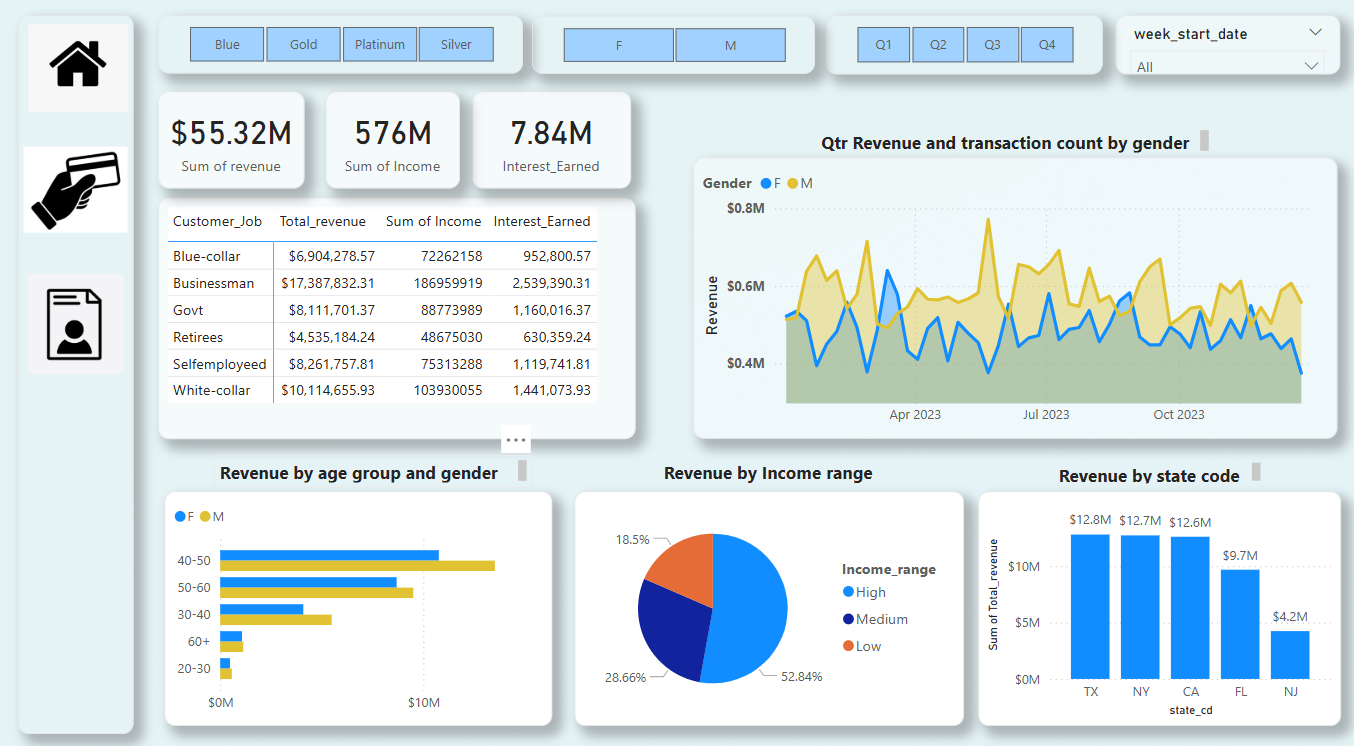 Blue Gold Platinum Silver
F M
Q1 Q2 Q3 Q4
week_start_date
All
$55.32M
Sum of revenue
576M
Sum of Income
7.84M
Interest_Earned
Customer_Job Total_revenue Sum of Income Interest_Earned
Blue-collar $6,904,278.57 72262158 952,800.57
Businessman $17,387,832.31 186959919 2,539,390.31
Govt $8,111,701.37 88773989 1,160,016.37
Retirees $4,535,184.24 48675030 630,359.24
Selfemployeed $8,261,757.81 75313288 1,119,741.81
White-collar $10,114,655.93 103930055 1,441,073.93
Qtr Revenue and transaction count by gender
Gender F M
$0.8M
$0.6M
$0.4M
Revenue
Apr 2023 Jul 2023 Oct 2023
Revenue by age group and gender
F M
40-50
50-60
30-40
60+
20-30
$0M $10M
Revenue by Income range
18.5%
28.66%
52.84%
Income_range
High
Medium
Low
Revenue by state code
$12.8M $12.7M $12.6M
$9.7M
$4.2M
$10M
$5M
$0M
Sum of Total_revenue
TX NY CA FL NJ
state_cd